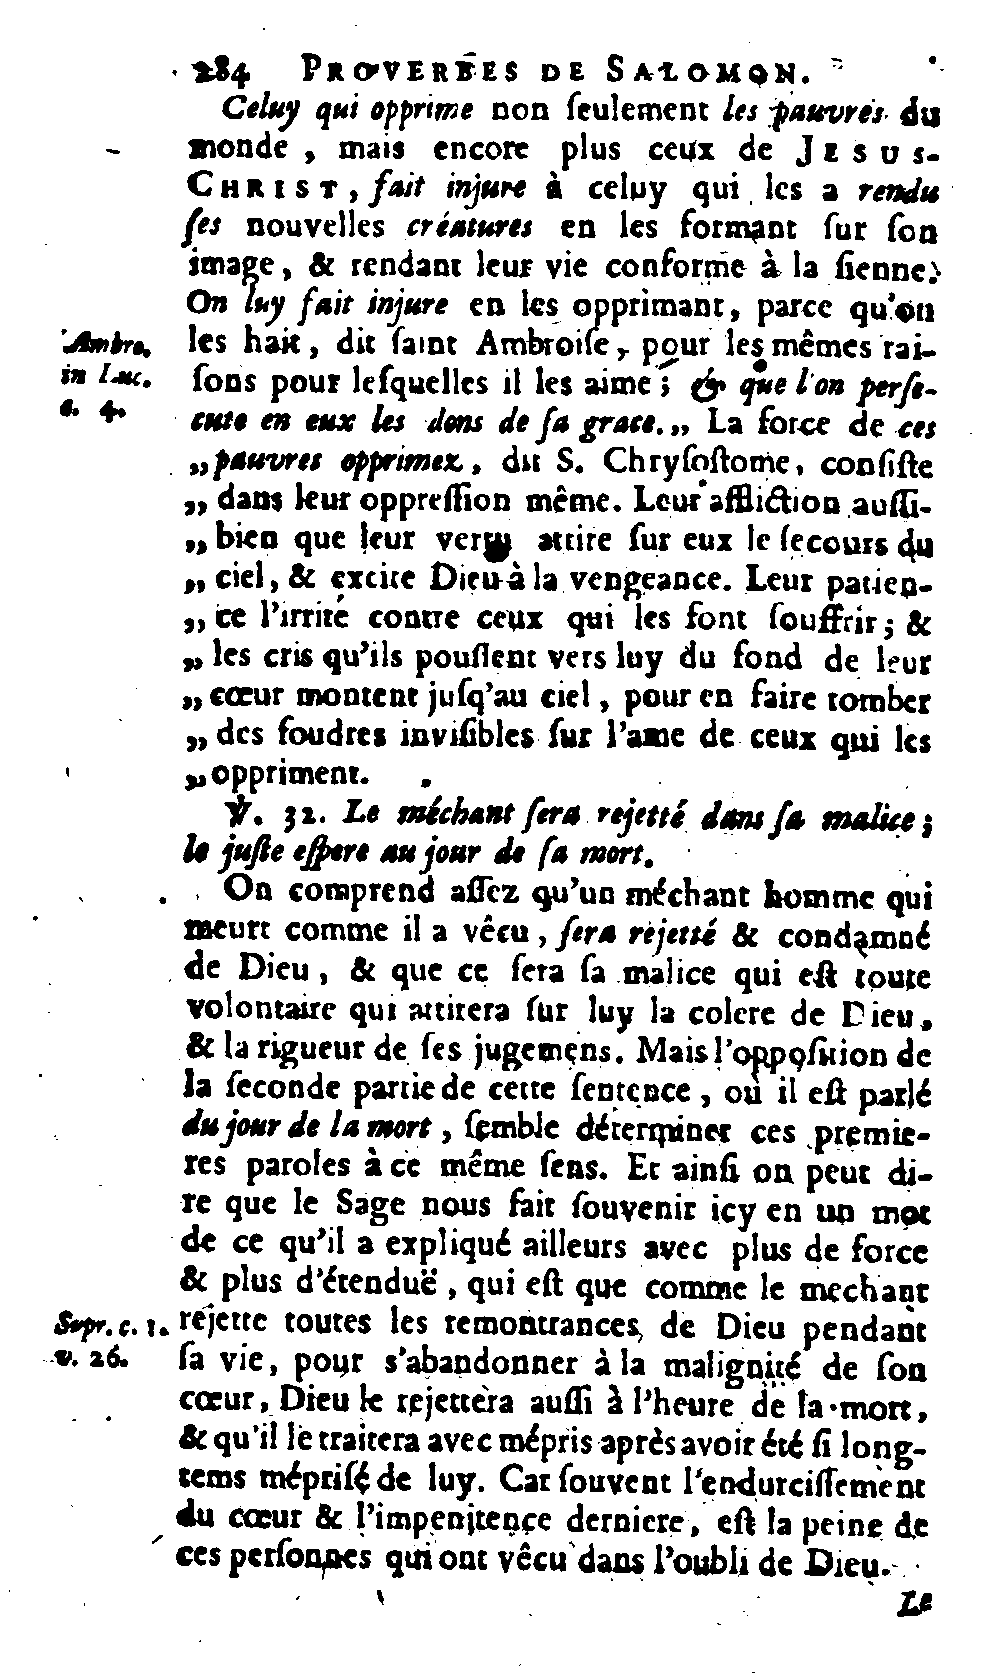 284 PROVERBES DE SALOMON.
Celuy qui opprime non ſeulement les pauvres du
monde, mais encore plus ceux de JESUS-
CHRIST, fait injure à celuy qui les a rendu
ſes nouvelles créatures en les formant ſur ſon
image, & rendant leur vie conforme à la ſienne.
On luy fait injure en les opprimant, parce qu'on
Ambro. les hait, dit ſaint Ambroiſe, pour les mêmes rai-
in Luc. ſons pour leſquelles il les aime; & que l'on perſe-
c. 4. cute en eux les dons de ſa grace. „ La force de ces
„ pauvres opprimez, dit S. Chryſoſtome, conſiſte
„ dans leur oppreſſion même. Leur affliction auſſi-
„ bien que leur vertu attire ſur eux le ſecours du
„ ciel, & excite Dieu à la vengeance. Leur patien-
„ ce l'irrite contre ceux qui les font ſouffrir; &
„ les cris qu'ils pouſſent vers luy du fond de leur
„ cœur montent juſq'au ciel, pour en faire tomber
„ des foudres inviſibles ſur l'ame de ceux qui les
„ oppriment.
℣. 32. Le méchant ſera rejetté dans ſa malice;
le juſte eſpere au jour de ſa mort.
On comprend aſſez qu'un méchant homme qui
meurt comme il a vêcu, ſera rejetté & condamné
de Dieu, & que ce ſera ſa malice qui eſt toute
volontaire qui attirera ſur luy la colere de Dieu,
& la rigueur de ſes jugemens. Mais l'oppoſition de
la ſeconde partie de cette ſentence, où il eſt parlé
du jour de la mort, ſemble déterminer ces premie-
res paroles à ce même ſens. Et ainſi on peut di-
re que le Sage nous fait ſouvenir icy en un mot
de ce qu'il a expliqué ailleurs avec plus de force
& plus d'étenduë, qui eſt que comme le mechant
Supr. c. 1. rejette toutes les remontrances de Dieu pendant
v. 26. ſa vie, pour s'abandonner à la malignité de ſon
cœur, Dieu le rejettera auſſi à l'heure de la mort,
& qu'il le traitera avec mépris après avoir été ſi long-
tems mépriſé de luy. Car ſouvent l'endurciſſement
du cœur & l'impenitence derniere, eſt la peine de
ces perſonnes qui ont vêcu dans l'oubli de Dieu.
Le